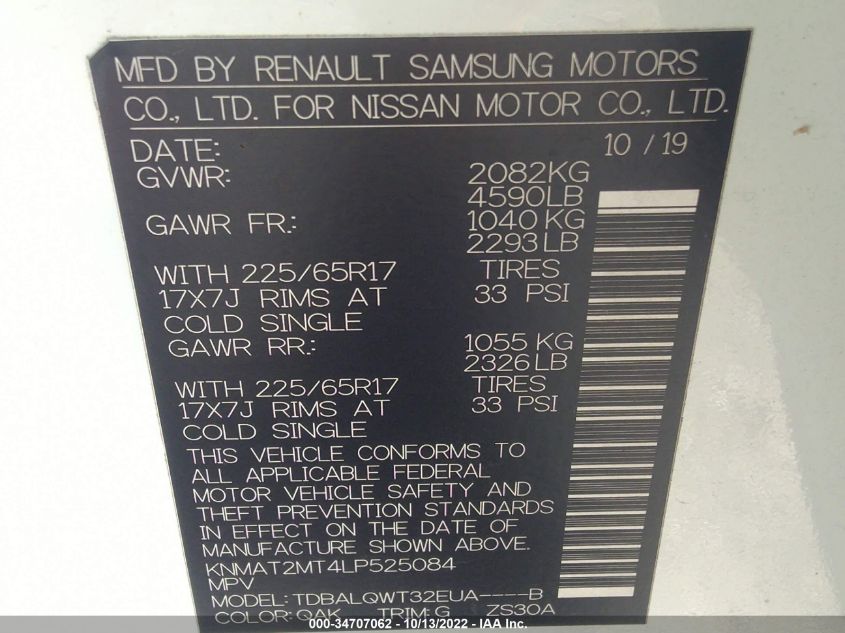 MFD BY RENAULT SAMSUNG MOTORS
CO., LTD. FOR NISSAN MOTOR CO., LTD.
DATE: 10 / 19
GVWR: 2082KG
4590LB
GAWR FR.: 1040 KG
2293LB
WITH 225/65R17 TIRES
17X7J RIMS AT 33 PSI
COLD SINGLE
GAWR RR.: 1055 KG
2326LB
WITH 225/65R17 TIRES
17X7J RIMS AT 33 PSI
COLD SINGLE
THIS VEHICLE CONFORMS TO
ALL APPLICABLE FEDERAL
MOTOR VEHICLE SAFETY AND
THEFT PREVENTION STANDARDS
IN EFFECT ON THE DATE OF
MANUFACTURE SHOWN ABOVE.
KNMAT2MT4LP525084
MPV
MODEL: TDBALQWT32EUA----B
COLOR: QAK TRIM: G ZS30A
000-34707062 - 10/13/2022 - IAA Inc.